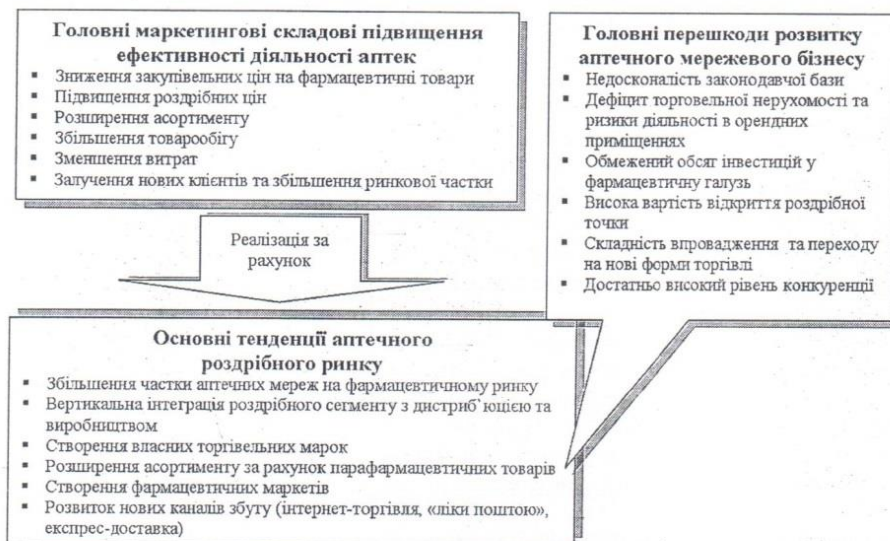 Головні маркетингові складові підвищення
ефективності діяльності аптек
▪ Зниження закупівельних цін на фармацевтичні товари
▪ Підвищення роздрібних цін
▪ Розширення асортименту
▪ Збільшення товарообігу
▪ Зменшення витрат
▪ Залучення нових клієнтів та збільшення ринкової частки
Реалізація за
рахунок
Головні перешкоди розвитку
аптечного мережевого бізнесу
▪ Недосконалість законодавчої бази
▪ Дефіцит торговельної нерухомості та
ризики діяльності в орендних
приміщеннях
▪ Обмежений обсяг інвестицій у
фармацевтичну галузь
▪ Висока вартість відкриття роздрібної
точки
▪ Складність впровадження та переходу
на нові форми торгівлі
▪ Достатньо високий рівень конкуренції
Основні тенденції аптечного
роздрібного ринку
▪ Збільшення частки аптечних мереж на фармацевтичному ринку
▪ Вертикальна інтеграція роздрібного сегменту з дистриб`юцією та
виробництвом
▪ Створення власних торгівельних марок
▪ Розширення асортименту за рахунок парафармацевтичних товарів
▪ Створення фармацевтичних маркетів
▪ Розвиток нових каналів збуту (інтернет-торгівля, «ліки поштою»,
експрес-доставка)